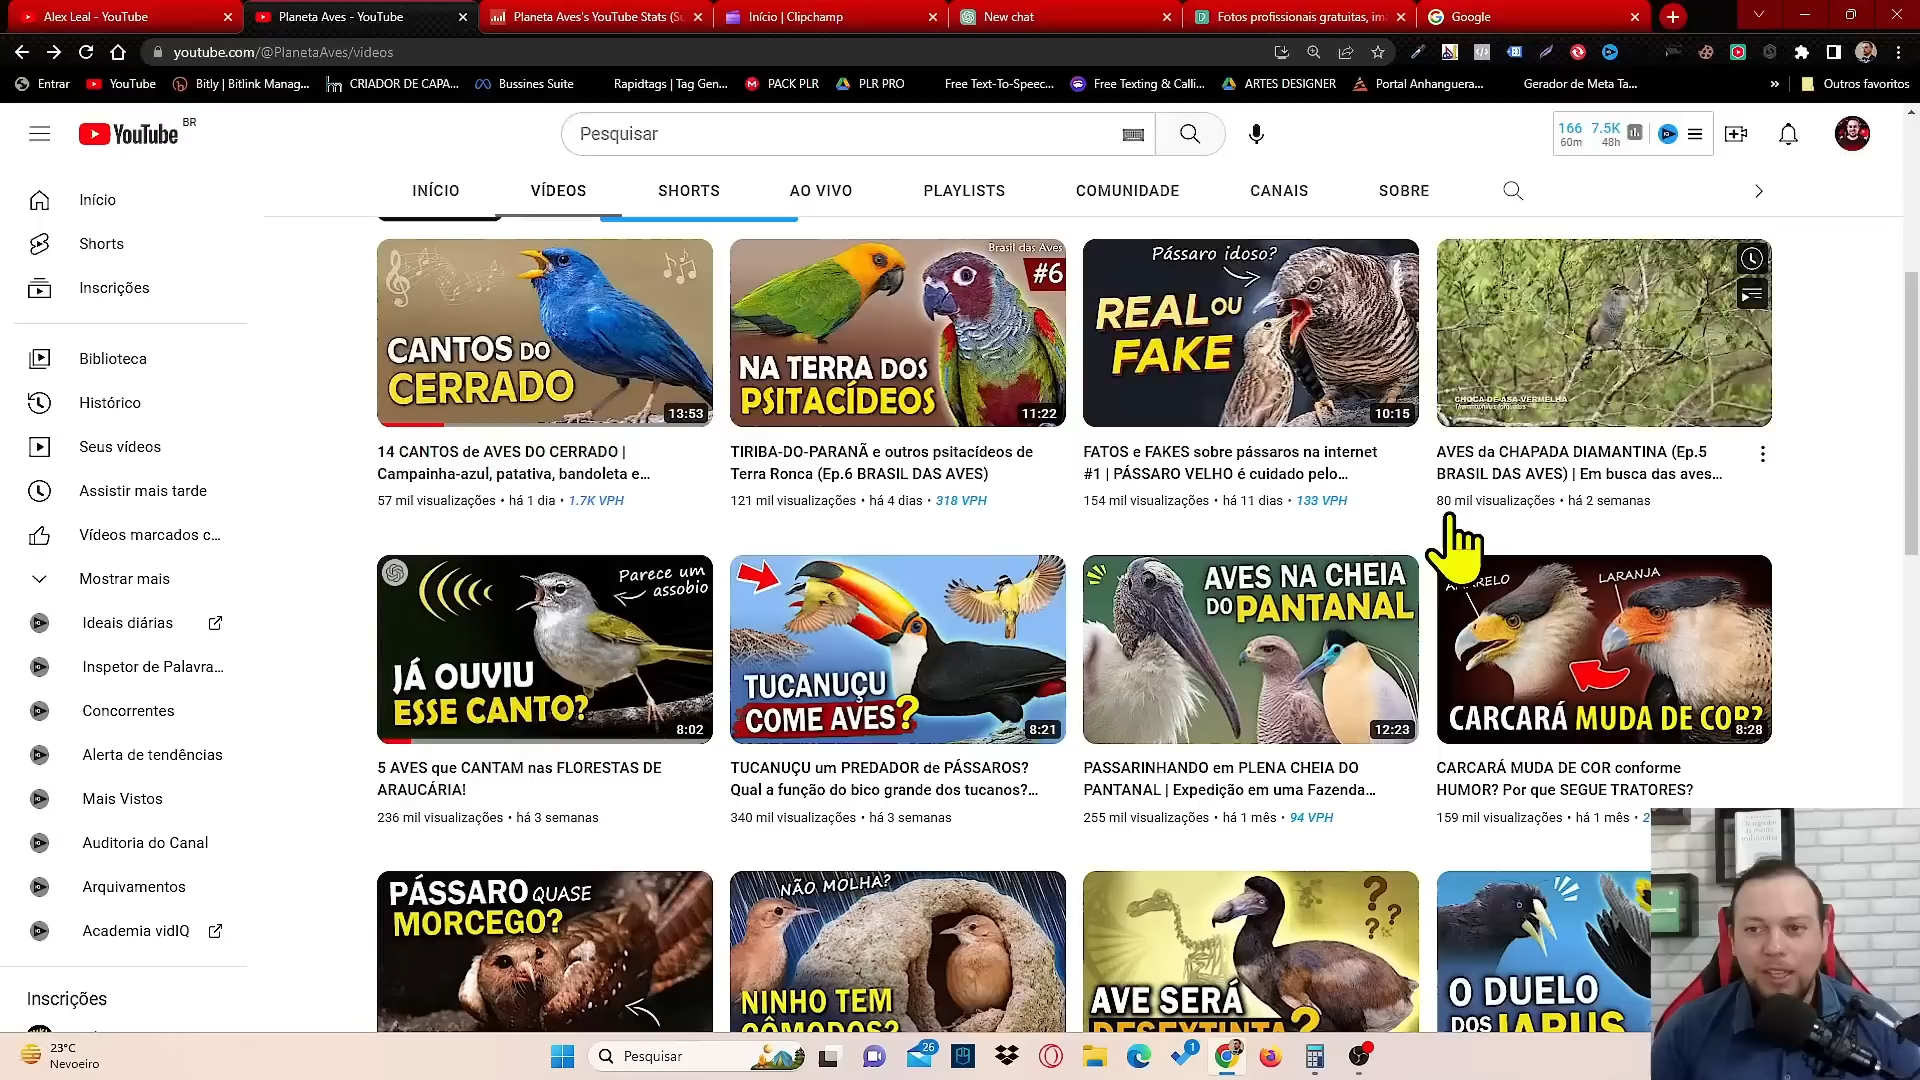 Alex Leal - YouTube
Planeta Aves - YouTube
Planeta Aves's YouTube Stats (Su
Início | Clipchamp
New chat
Fotos profissionais gratuitas, im
Google
youtube.com/@PlanetaAves/videos
Entrar
YouTube
Bitly | Bitlink Manag...
CRIADOR DE CAPA...
Bussines Suite
Rapidtags | Tag Gen...
PACK PLR
PLR PRO
Free Text-To-Speec...
Free Texting & Calli...
ARTES DESIGNER
Portal Anhanguera...
Gerador de Meta Ta...
»
Outros favoritos
YouTube BR
Pesquisar
166 7.5K
60m 48h
INÍCIO
VÍDEOS
SHORTS
AO VIVO
PLAYLISTS
COMUNIDADE
CANAIS
SOBRE
Início
Shorts
Inscrições
Biblioteca
Histórico
Seus vídeos
Assistir mais tarde
Vídeos marcados c...
Mostrar mais
Ideais diárias
Inspetor de Palavra...
Concorrentes
Alerta de tendências
Mais Vistos
Auditoria do Canal
Arquivamentos
Academia vidIQ
Inscrições
CANTOS DO
CERRADO
13:53
14 CANTOS de AVES DO CERRADO |
Campainha-azul, patativa, bandoleta e...
57 mil visualizações • há 1 dia • 1.7K VPH
Brasil das Aves
#6
NA TERRA DOS
PSITACÍDEOS
11:22
TIRIBA-DO-PARANÃ e outros psitacídeos de
Terra Ronca (Ep.6 BRASIL DAS AVES)
121 mil visualizações • há 4 dias • 318 VPH
Pássaro idoso?
REAL OU
FAKE
10:15
FATOS e FAKES sobre pássaros na internet
#1 | PÁSSARO VELHO é cuidado pelo...
154 mil visualizações • há 11 dias • 133 VPH
CHOCA-DE-ASA-VERMELHA
AVES da CHAPADA DIAMANTINA (Ep.5
BRASIL DAS AVES) | Em busca das aves...
80 mil visualizações • há 2 semanas
Parece um
assobio
JÁ OUVIU
ESSE CANTO?
8:02
5 AVES que CANTAM nas FLORESTAS DE
ARAUCÁRIA!
236 mil visualizações • há 3 semanas
TUCANUÇU
COME AVES?
8:21
TUCANUÇU um PREDADOR de PÁSSAROS?
Qual a função do bico grande dos tucanos?...
340 mil visualizações • há 3 semanas
AVES NA CHEIA
DO PANTANAL
12:23
PASSARINHANDO em PLENA CHEIA DO
PANTANAL | Expedição em uma Fazenda...
255 mil visualizações • há 1 mês • 94 VPH
LARANJA
CARCARÁ MUDA DE COR?
8:28
CARCARÁ MUDA DE COR conforme
HUMOR? Por que SEGUE TRATORES?
159 mil visualizações • há 1 mês • 2
PÁSSARO QUASE
MORCEGO?
NÃO MOLHA?
NINHO TEM
CÔMODOS?
AVE SERÁ
DESEXTINTA?
O DUELO
DOS JAPUS
23°C
Nevoeiro
Pesquisar
26
1